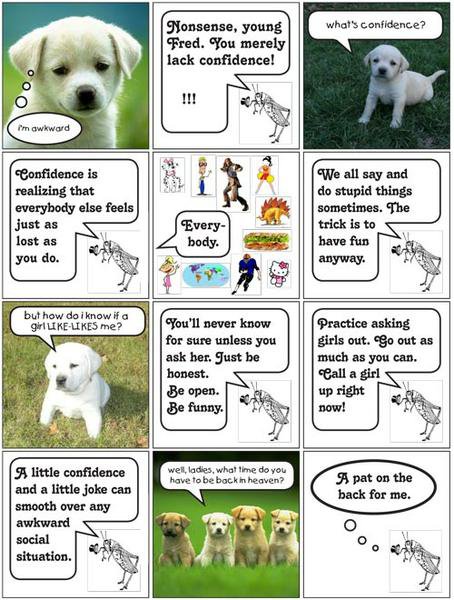 i'm awkward
Nonsense, young
Fred. You merely
lack confidence!
!!!
what's confidence?
Confidence is
realizing that
everybody else feels
just as
lost as
you do.
Every-
body.
We all say and
do stupid things
sometimes. The
trick is to
have fun
anyway.
but how do i know if a
girl LIKE-LIKES me?
You'll never know
for sure unless you
ask her. Just be
honest.
Be open.
Be funny.
Practice asking
girls out. Go out as
much as you can.
Call a girl
up right
now!
A little confidence
and a little joke can
smooth over any
awkward
social
situation.
well, ladies, what time do you
have to be back in heaven?
A pat on the
back for me.